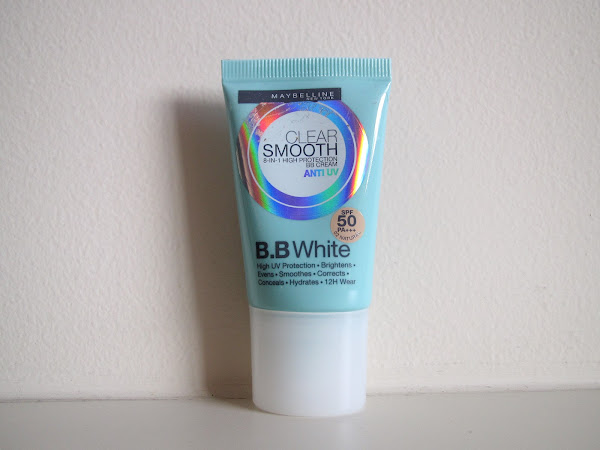 MAYBELLINE
NEW YORK
CLEAR
SMOOTH
8-IN-1 HIGH PROTECTION
BB CREAM
ANTI UV
SPF
50
PA+++
B.B White
High UV Protection • Brightens •
Evens • Smoothes • Corrects •
Conceals • Hydrates • 12H Wear